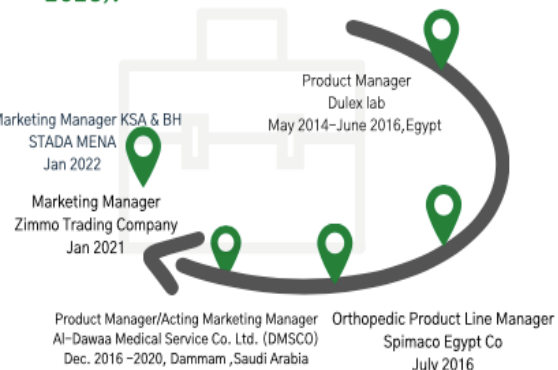 2020).
Product Manager
Dulex lab
May 2014-June 2016,Egypt
Marketing Manager KSA & BH
STADA MENA
Jan 2022
Marketing Manager
Zimmo Trading Company
Jan 2021
Product Manager/Acting Marketing Manager
Al-Dawaa Medical Service Co. Ltd. (DMSCO)
Dec. 2016 -2020, Dammam ,Saudi Arabia
Orthopedic Product Line Manager
Spimaco Egypt Co
July 2016